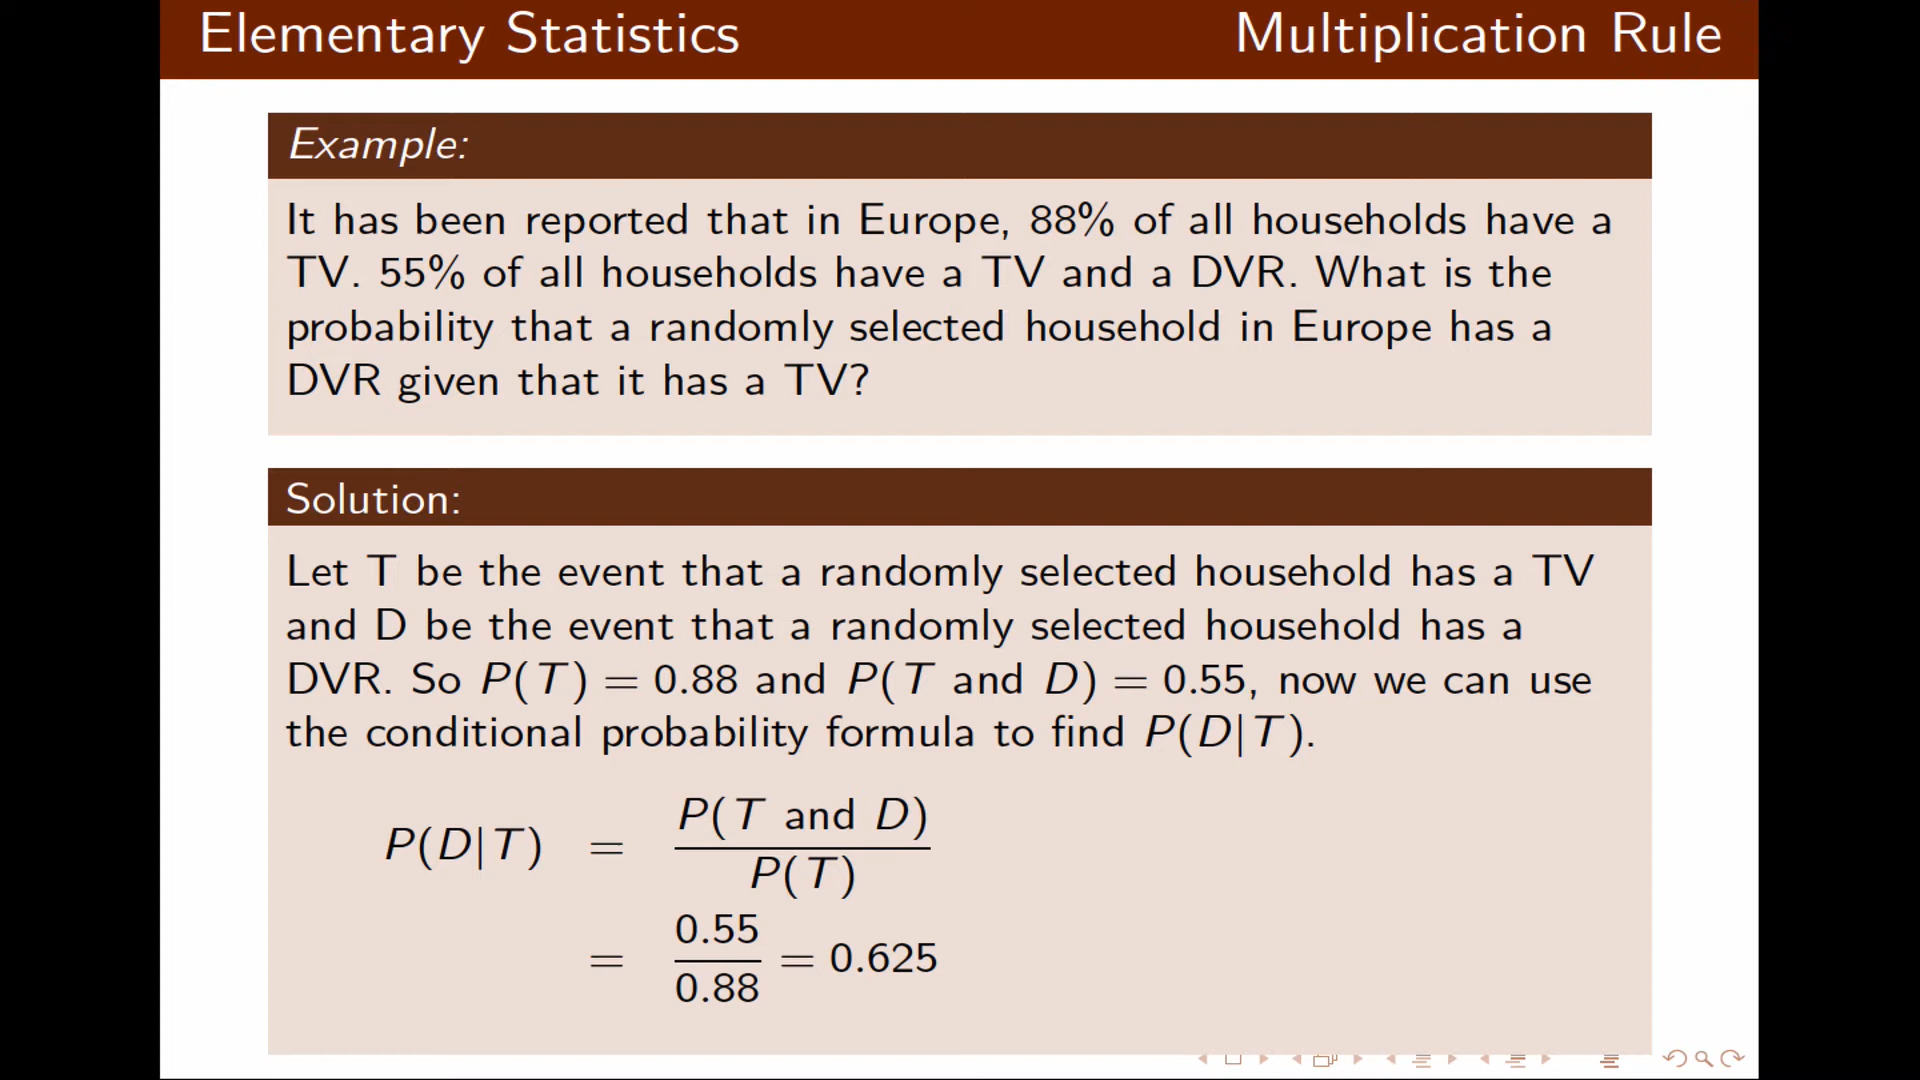 Elementary Statistics Multiplication Rule
Example:
It has been reported that in Europe, 88% of all households have a
TV. 55% of all households have a TV and a DVR. What is the
probability that a randomly selected household in Europe has a
DVR given that it has a TV?
Solution:
Let T be the event that a randomly selected household has a TV
and D be the event that a randomly selected household has a
DVR. So P(T) = 0.88 and P(T and D) = 0.55, now we can use
the conditional probability formula to find P(D|T).
P(T and D)
P(D|T) =
P(T)
0.55
= = 0.625
0.88